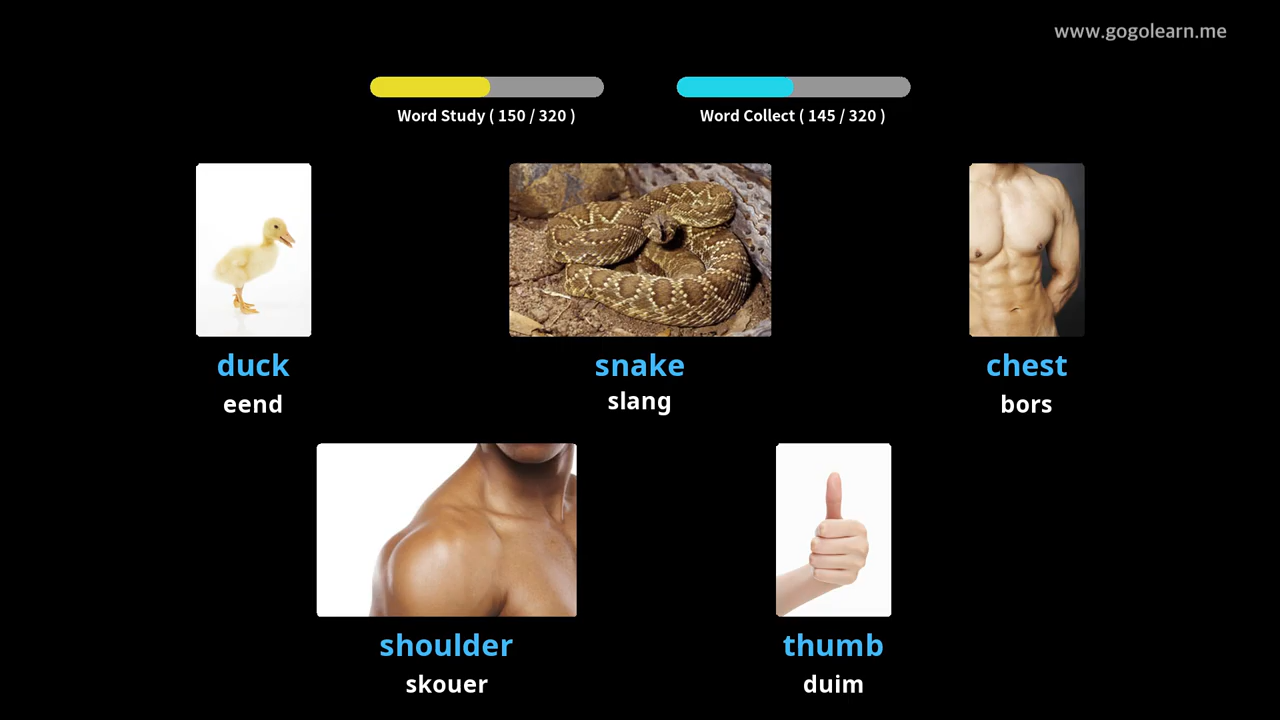 www.gogolearn.me
Word Study ( 150 / 320 )
Word Collect ( 145 / 320 )
duck
eend
snake
slang
chest
bors
shoulder
skouer
thumb
duim